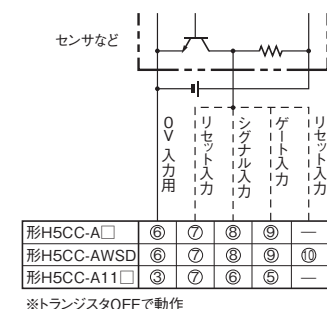 センサなど
0V入力用
リセット入力
シグナル入力
ゲート入力
リセット入力
形H5CC-A□ ⑥ ⑦ ⑧ ⑨ ―
形H5CC-AWSD ⑥ ⑦ ⑧ ⑨ ⑩
形H5CC-A11□ ③ ⑦ ⑥ ⑤ ―
※トランジスタOFFで動作